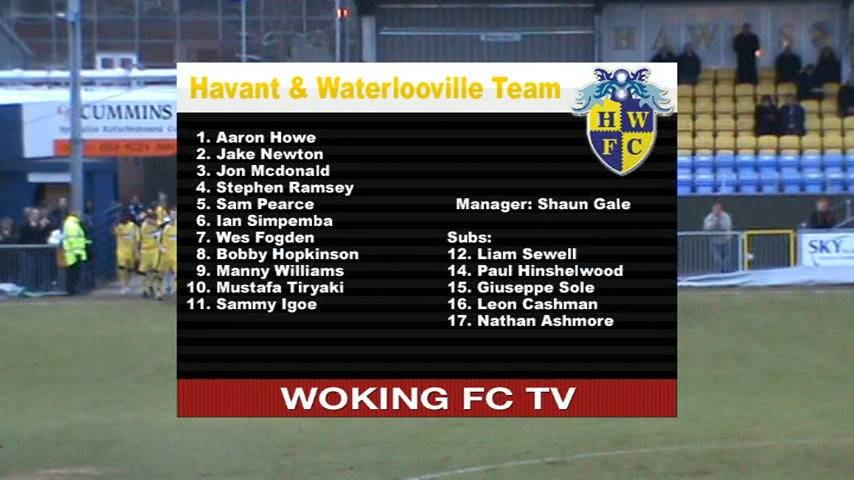 CUMMINS
HAWKS
Havant & Waterlooville Team
H W
F C
1. Aaron Howe
2. Jake Newton
3. Jon Mcdonald
4. Stephen Ramsey
5. Sam Pearce
6. Ian Simpemba
7. Wes Fogden
8. Bobby Hopkinson
9. Manny Williams
10. Mustafa Tiryaki
11. Sammy Igoe
Manager: Shaun Gale
Subs:
12. Liam Sewell
14. Paul Hinshelwood
15. Giuseppe Sole
16. Leon Cashman
17. Nathan Ashmore
SKY
WOKING FC TV